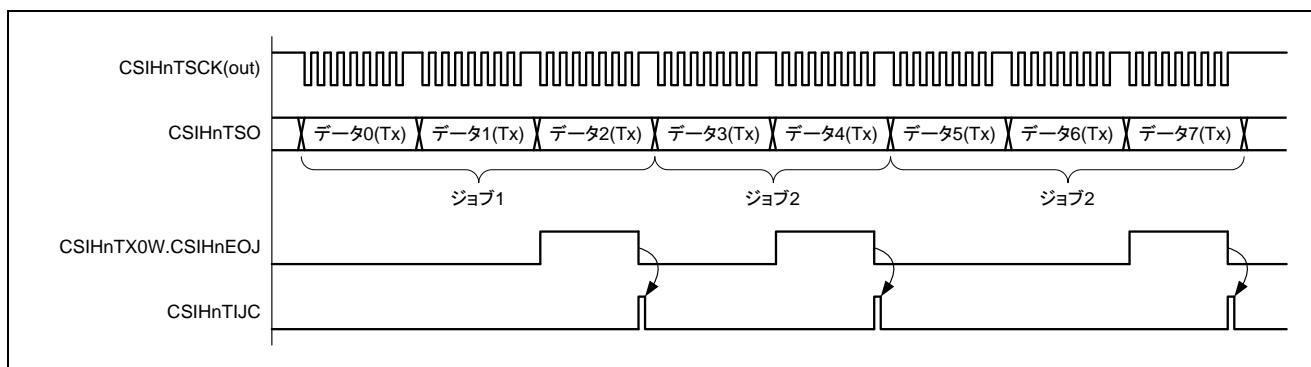 CSIHnTSCK(out)
CSIHnTSO
データ0(Tx) データ1(Tx) データ2(Tx) データ3(Tx) データ4(Tx) データ5(Tx) データ6(Tx) データ7(Tx)
ジョブ1 ジョブ2 ジョブ2
CSIHnTX0W.CSIHnEOJ
CSIHnTIJC